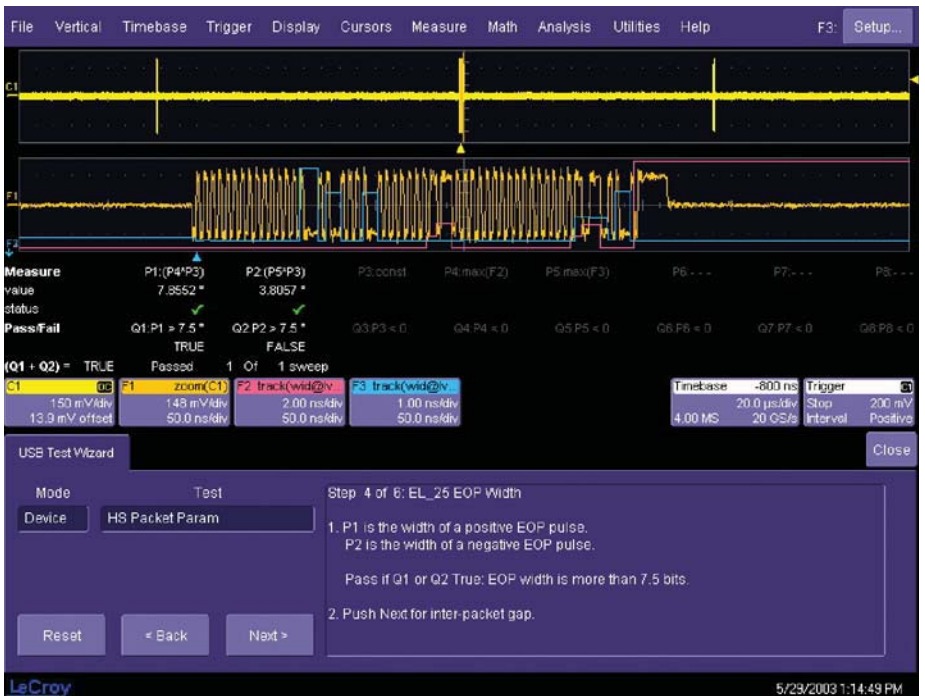 File Vertical Timebase Trigger Display Cursors Measure Math Analysis Utilities Help F3: Setup...
C1
F1
F2
Measure P1:(P4*P3) P2:(P5*P3) P3:const P4:max(F2) P5:max(F3) P6:--- P7:--- P8:---
value 7.8552 * 3.8057 *
status
Pass/Fail Q1:P1 > 7.5 * Q2:P2 > 7.5 * Q3:P3 < 0 Q4:P4 < 0 Q5:P5 < 0 Q6:P6 < 0 Q7:P7 < 0 Q8:P8 < 0
TRUE FALSE
(Q1 + Q2) = TRUE Passed 1 Of 1 sweep
C1 DC F1 zoom(C1) F2 track(wid@lv... F3 track(wid@lv... Timebase -800 ns Trigger C1
150 mV/div 148 mV/div 2.00 ns/div 1.00 ns/div 20.0 µs/div Stop 200 mV
13.9 mV offset 50.0 ns/div 50.0 ns/div 50.0 ns/div 4.00 MS 20 GS/s Interval Positive
USB Test Wizard Close
Mode Test
Device HS Packet Param
Step 4 of 6: EL_25 EOP Width
1. P1 is the width of a positive EOP pulse.
P2 is the width of a negative EOP pulse.
Pass if Q1 or Q2 True: EOP width is more than 7.5 bits.
2. Push Next for inter-packet gap.
Reset < Back Next >
LeCroy 5/29/2003 1:14:49 PM